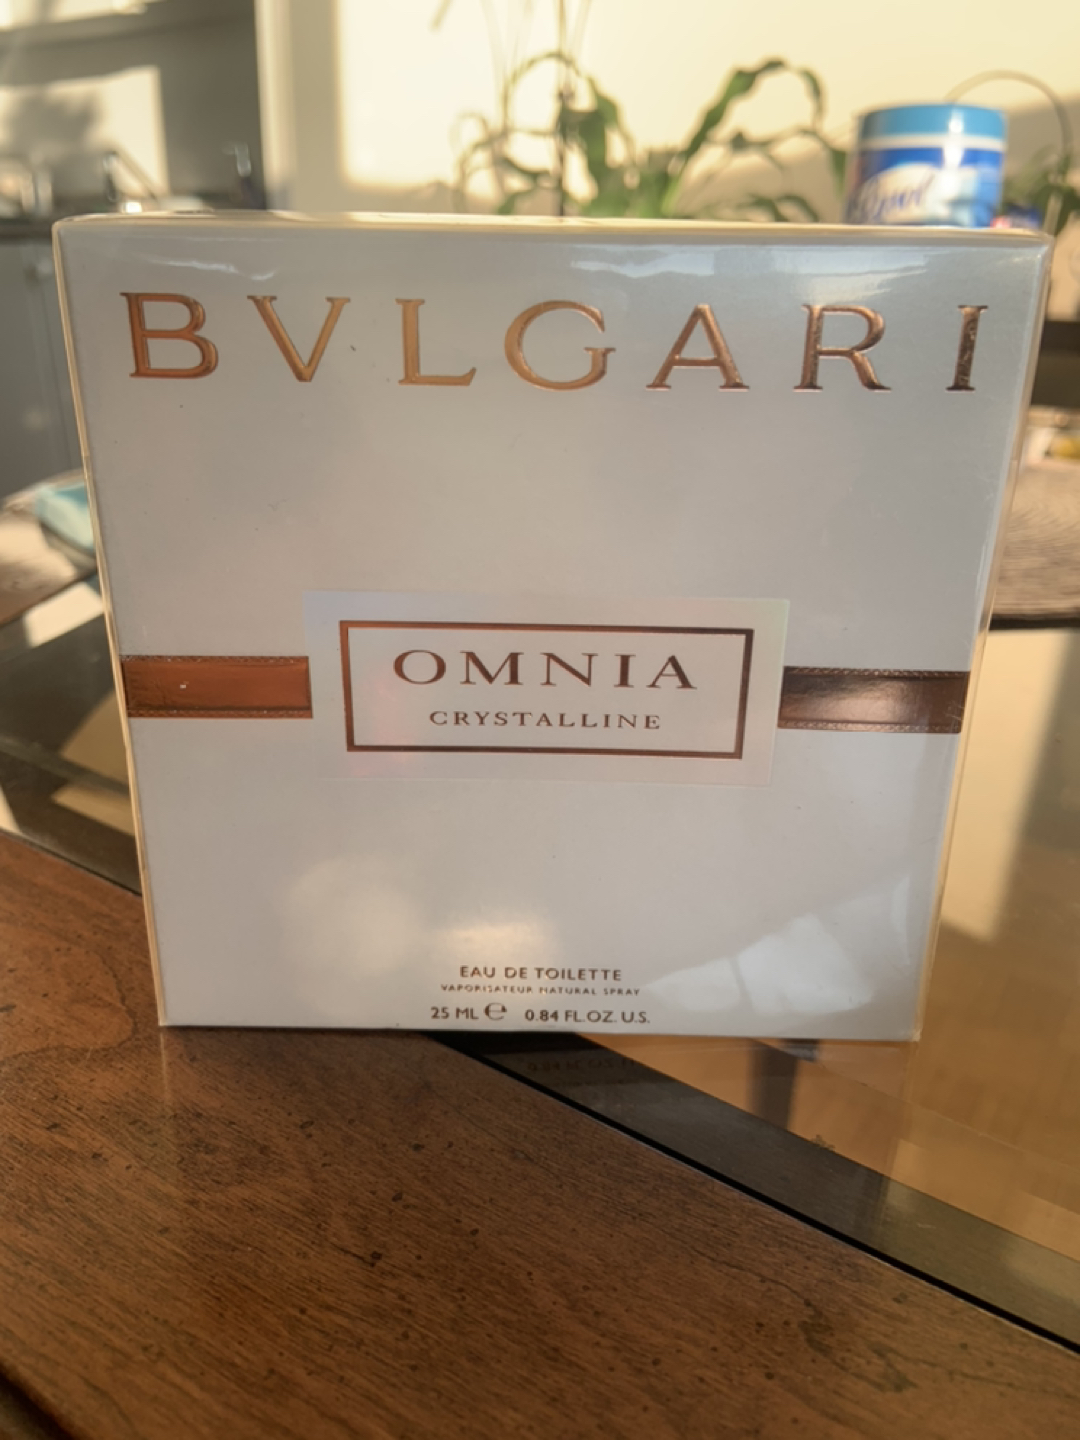 BVLGARI
OMNIA
CRYSTALLINE
EAU DE TOILETTE
VAPORISATEUR NATURAL SPRAY
25 ML ℮ 0.84 FL.OZ. U.S.